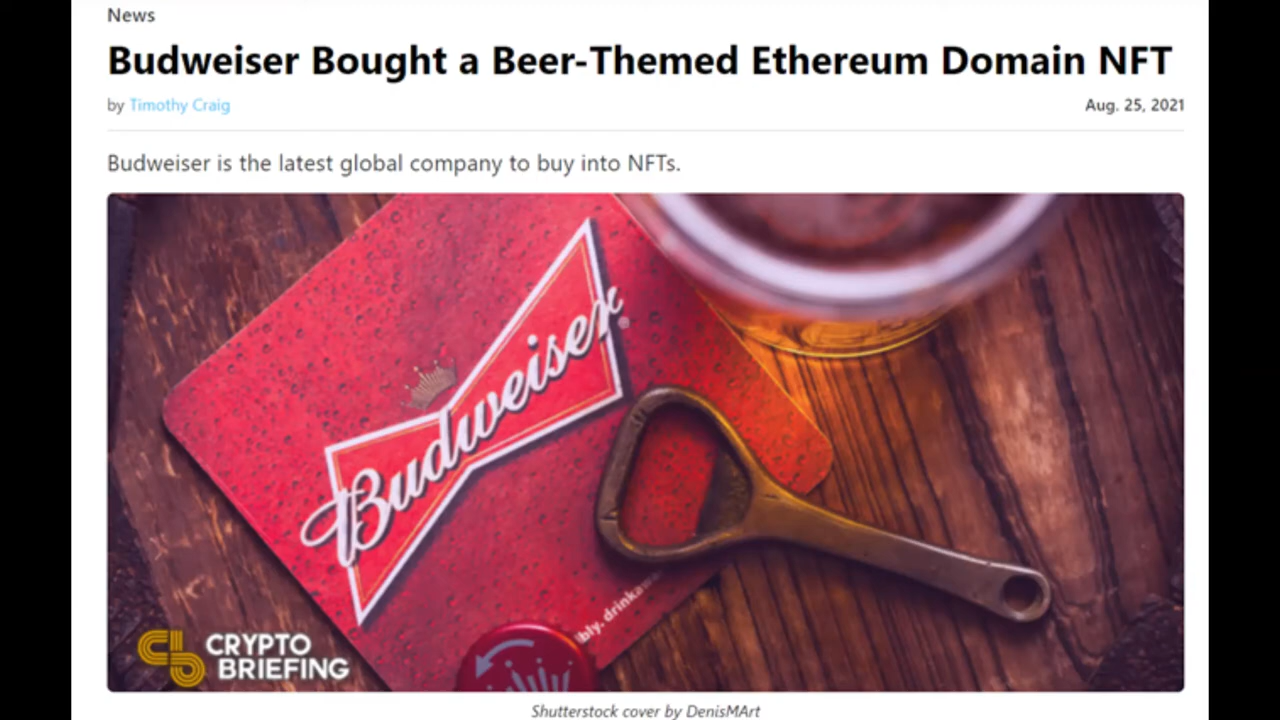 News
Budweiser Bought a Beer-Themed Ethereum Domain NFT
by Timothy Craig
Aug. 25, 2021
Budweiser is the latest global company to buy into NFTs.
Budweiser®
CRYPTO
BRIEFING
Shutterstock cover by DenisMArt